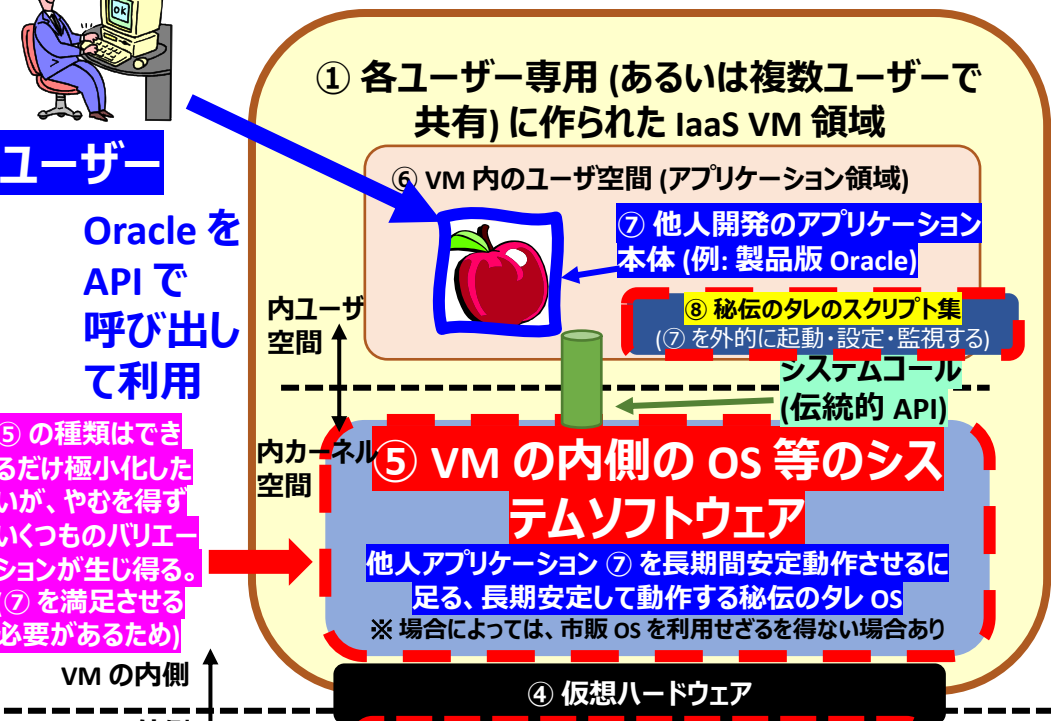 OK
① 各ユーザー専用 (あるいは複数ユーザーで
共有) に作られた IaaS VM 領域
ユーザー
⑥ VM 内のユーザ空間 (アプリケーション領域)
Oracle を
API で
呼び出し
て利用
⑦ 他人開発のアプリケーション
本体 (例: 製品版 Oracle)
⑧ 秘伝のタレのスクリプト集
(⑦ を外的に起動・設定・監視する)
内ユーザ
空間
システムコール
(伝統的 API)
内カーネル
空間
⑤ の種類はでき
るだけ極小化した
いが、やむを得ず
いくつものバリエー
ションが生じ得る。
(⑦ を満足させる
必要があるため)
⑤ VM の内側の OS 等のシス
テムソフトウェア
他人アプリケーション ⑦ を長期間安定動作させるに
足る、長期安定して動作する秘伝のタレ OS
※ 場合によっては、市販 OS を利用せざるを得ない場合あり
VM の内側
④ 仮想ハードウェア